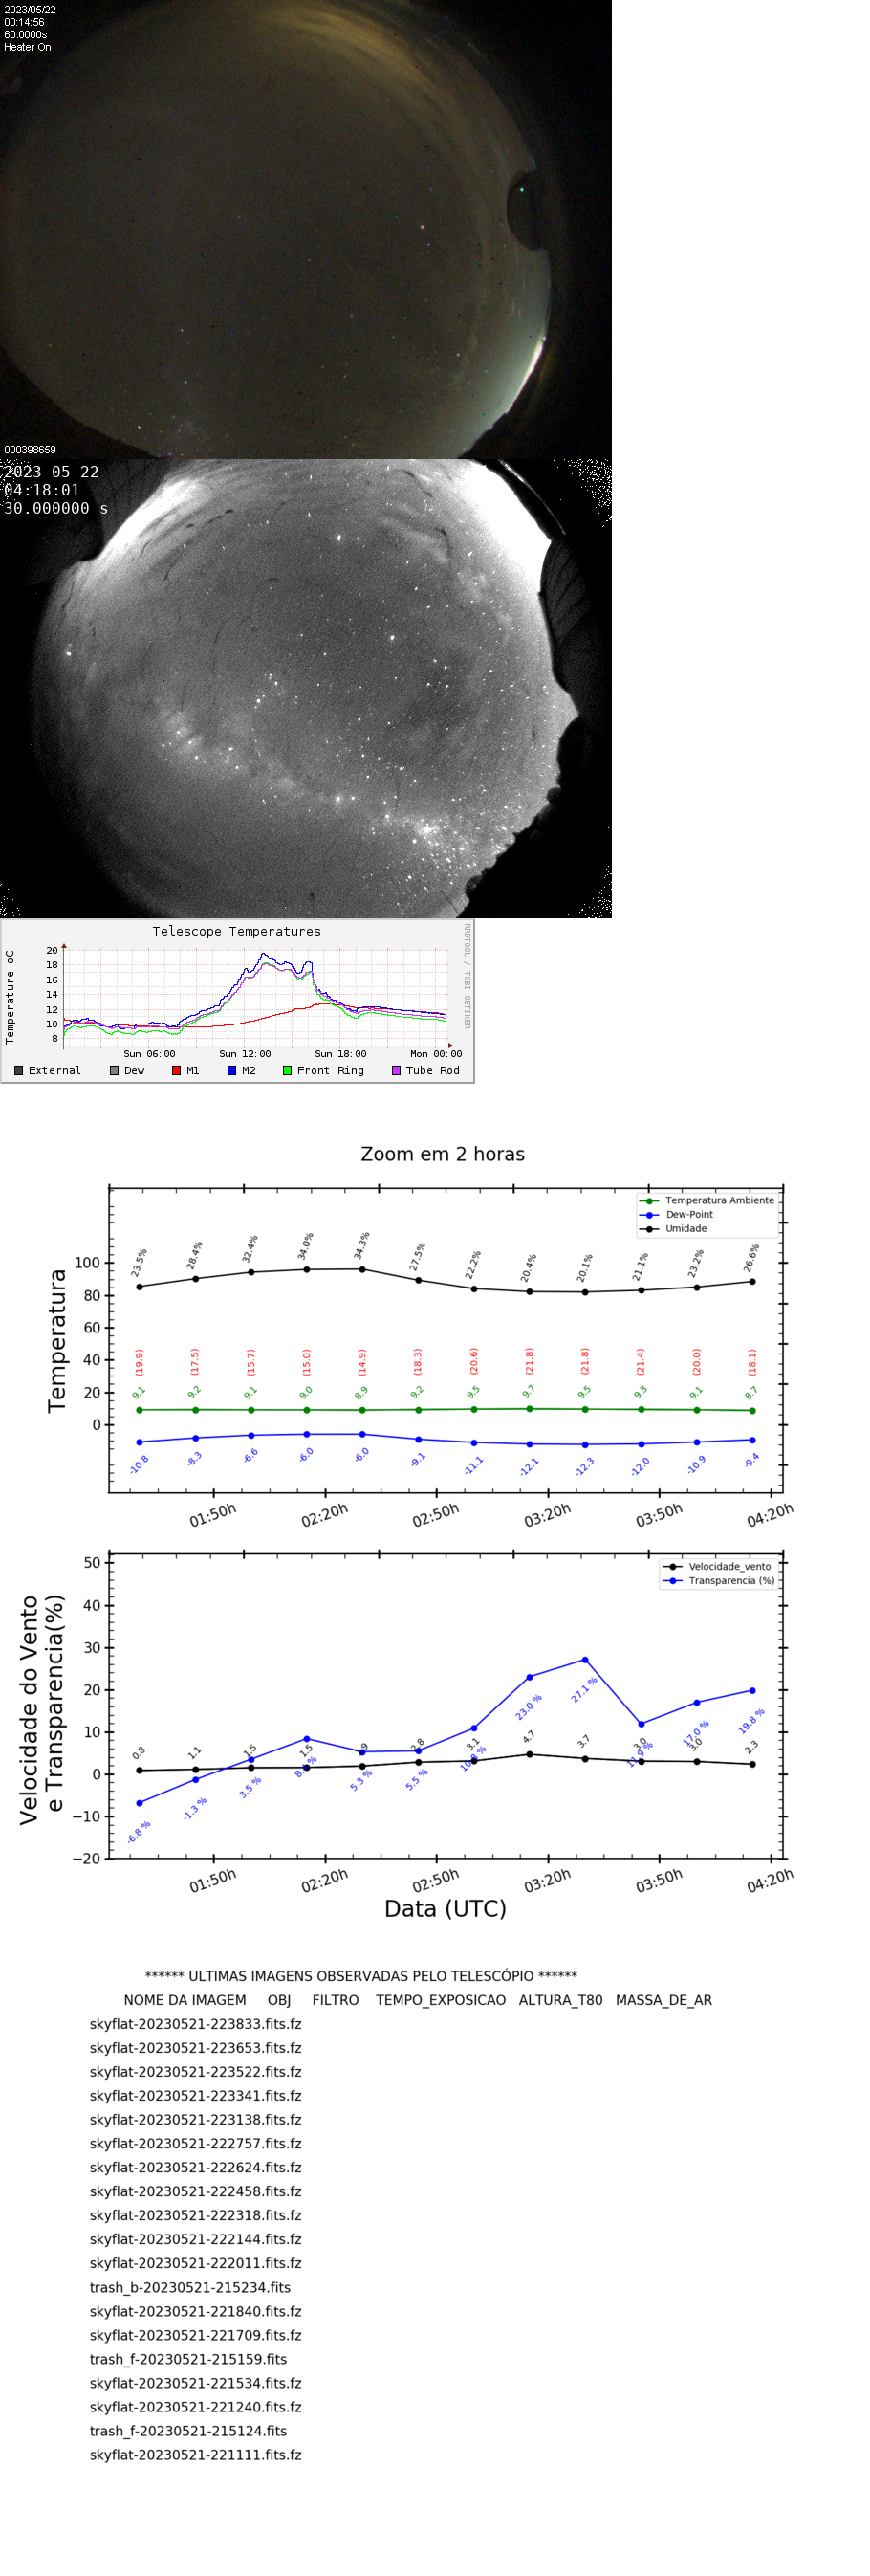 2023/05/22
00:14:56
60.0000s
Heater On
000398659
2023-05-22
04:18:01
30.000000 s
Telescope Temperatures
RRDTOOL / TOBI OETIKER
Temperature oC
20
18
16
14
12
10
8
Sun 06:00 Sun 12:00 Sun 18:00 Mon 00:00
External Dew M1 M2 Front Ring Tube Rod
Zoom em 2 horas
Temperatura Ambiente
Dew-Point
Umidade
Temperatura
100
80
60
40
20
0
23.5% 28.4% 32.4% 34.0% 34.3% 27.5% 22.2% 20.4% 20.1% 21.1% 23.2% 26.6%
(19.9) (17.5) (15.7) (15.0) (14.9) (18.3) (20.6) (21.8) (21.8) (21.4) (20.0) (18.1)
9.1 9.2 9.1 9.0 8.9 9.2 9.5 9.7 9.5 9.3 9.1 8.7
-10.8 -8.3 -6.6 -6.0 -6.0 -9.1 -11.1 -12.1 -12.3 -12.0 -10.9 -9.4
01:50h 02:20h 02:50h 03:20h 03:50h 04:20h
Velocidade_vento
Transparencia (%)
Velocidade do Vento
e Transparencia(%)
50
40
30
20
10
0
−10
−20
0.8 1.1 1.5 1.5 2.8 3.1 4.7 3.7 3.0 3.0 2.3
-6.8 % -1.3 % 3.5 % 5.3 % 5.5 % 23.0 % 27.1 % 11.9 % 17.0 % 19.8 %
01:50h 02:20h 02:50h 03:20h 03:50h 04:20h
Data (UTC)
****** ULTIMAS IMAGENS OBSERVADAS PELO TELESCÓPIO ******
NOME DA IMAGEM OBJ FILTRO TEMPO_EXPOSICAO ALTURA_T80 MASSA_DE_AR
skyflat-20230521-223833.fits.fz
skyflat-20230521-223653.fits.fz
skyflat-20230521-223522.fits.fz
skyflat-20230521-223341.fits.fz
skyflat-20230521-223138.fits.fz
skyflat-20230521-222757.fits.fz
skyflat-20230521-222624.fits.fz
skyflat-20230521-222458.fits.fz
skyflat-20230521-222318.fits.fz
skyflat-20230521-222144.fits.fz
skyflat-20230521-222011.fits.fz
trash_b-20230521-215234.fits
skyflat-20230521-221840.fits.fz
skyflat-20230521-221709.fits.fz
trash_f-20230521-215159.fits
skyflat-20230521-221534.fits.fz
skyflat-20230521-221240.fits.fz
trash_f-20230521-215124.fits
skyflat-20230521-221111.fits.fz